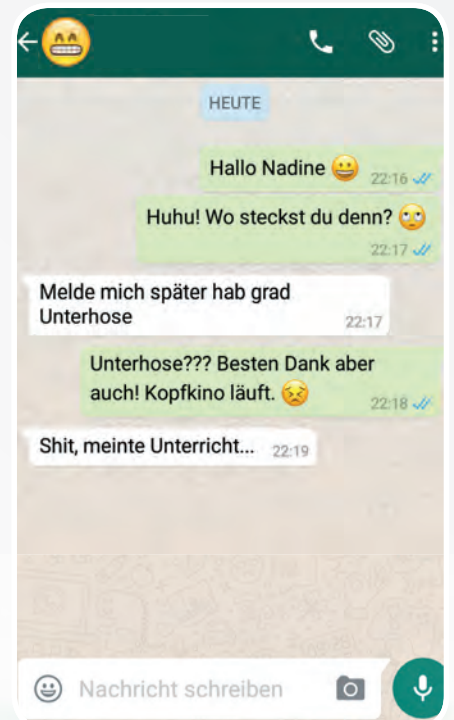 HEUTE
Hallo Nadine 😀 22:16
Huhu! Wo steckst du denn? 🙄
22:17
Melde mich später hab grad
Unterhose 22:17
Unterhose??? Besten Dank aber
auch! Kopfkino läuft. 😣 22:18
Shit, meinte Unterricht... 22:19
Nachricht schreiben